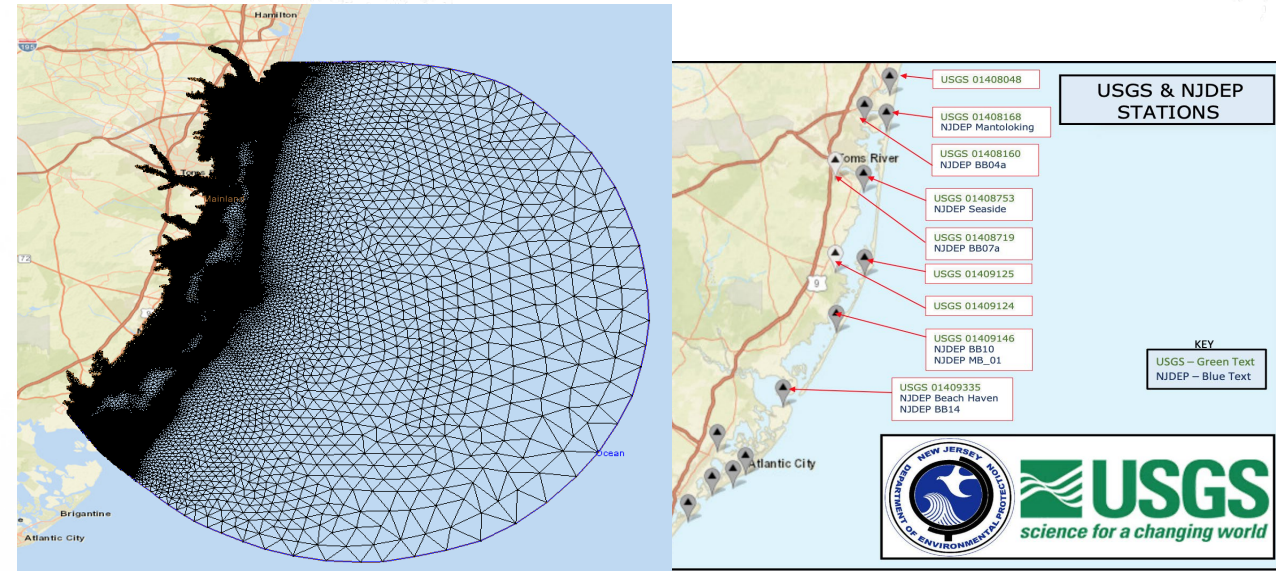 Hamilton
195
Toms
Mainland
72
Ocean
Brigantine
Atlantic City
USGS & NJDEP
STATIONS
USGS 01408048
USGS 01408168
NJDEP Mantoloking
USGS 01408160
NJDEP BB04a
Toms River
USGS 01408753
NJDEP Seaside
USGS 01408719
NJDEP BB07a
USGS 01409125
9
USGS 01409124
USGS 01409146
NJDEP BB10
NJDEP MB_01
KEY
USGS – Green Text
NJDEP – Blue Text
USGS 01409335
NJDEP Beach Haven
NJDEP BB14
Atlantic City
NEW JERSEY
DEPARTMENT OF ENVIRONMENTAL PROTECTION
USGS
science for a changing world